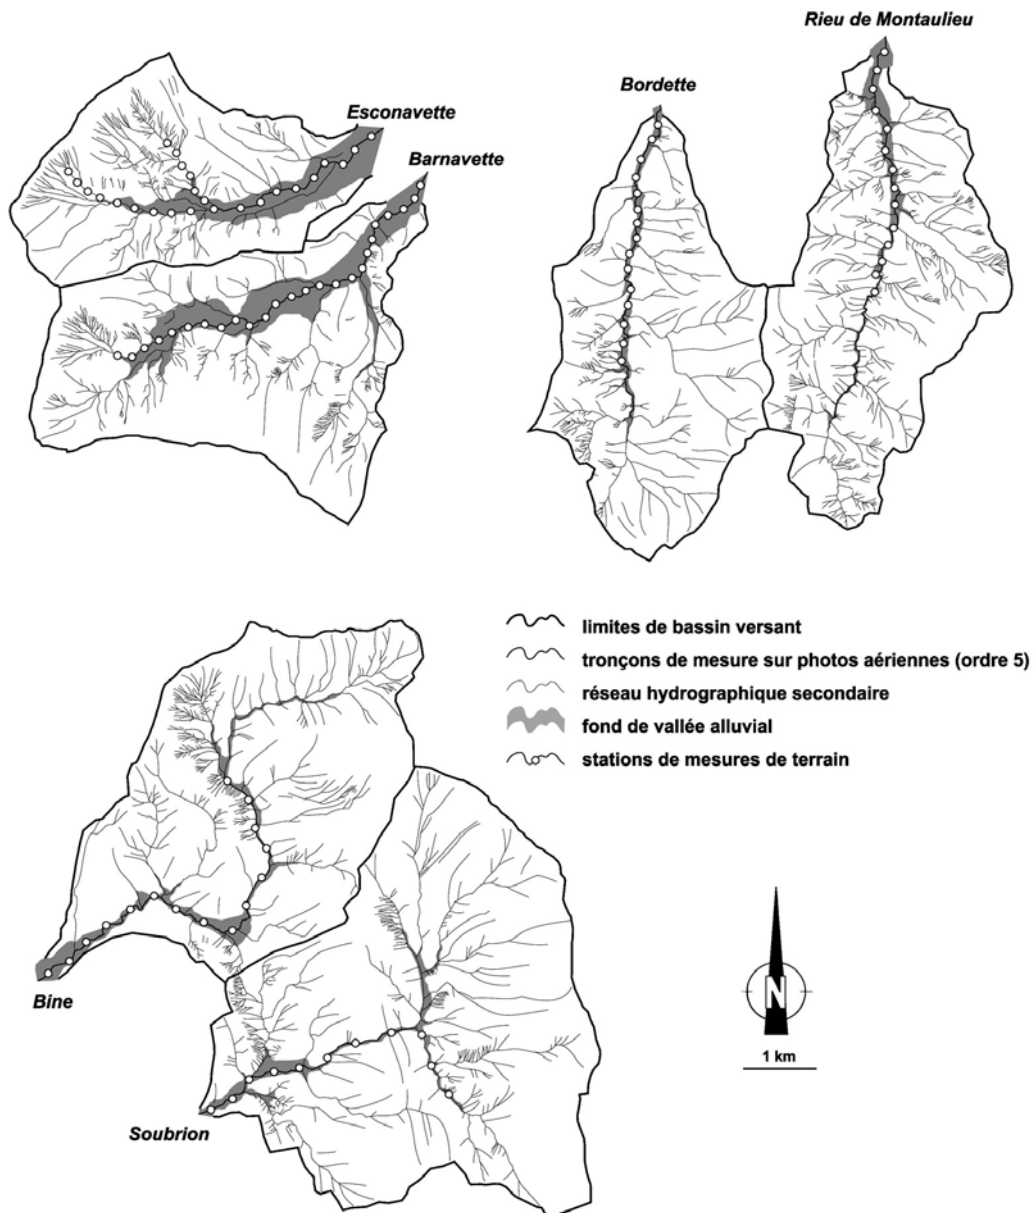 Rieu de Montaulieu
Bordette
Esconavette
Barnavette
limites de bassin versant
tronçons de mesure sur photos aériennes (ordre 5)
réseau hydrographique secondaire
fond de vallée alluvial
stations de mesures de terrain
N
1 km
Bine
Soubrion